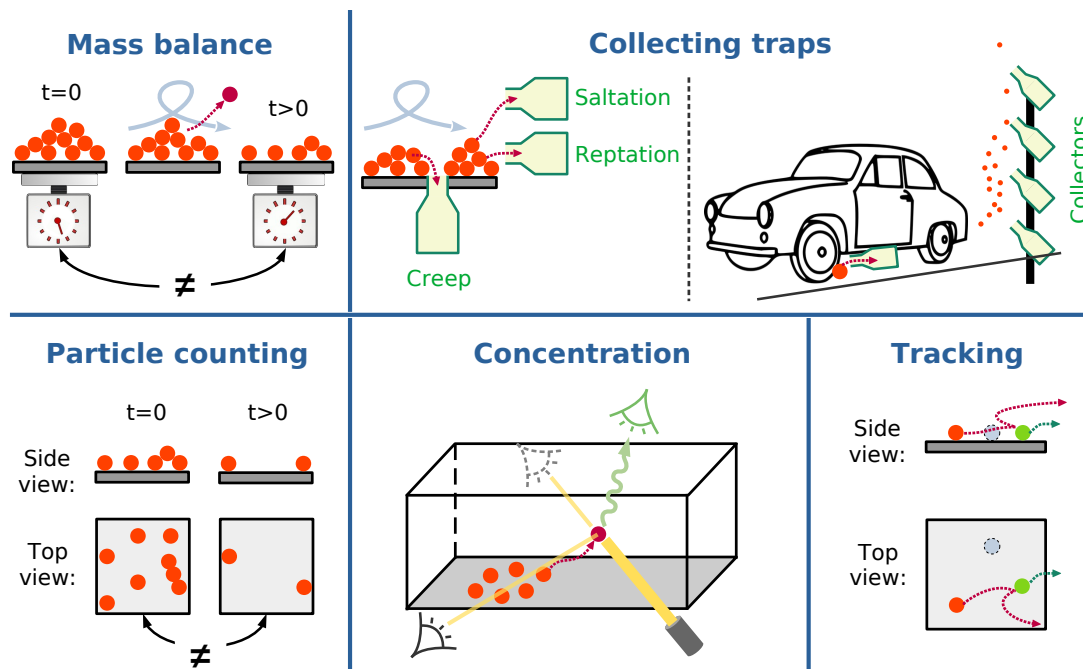 Mass balance
t=0
t>0
≠
Collecting traps
Saltation
Reptation
Creep
Collectors
Particle counting
t=0
t>0
Side
view:
Top
view:
≠
Concentration
Tracking
Side
view:
Top
view: